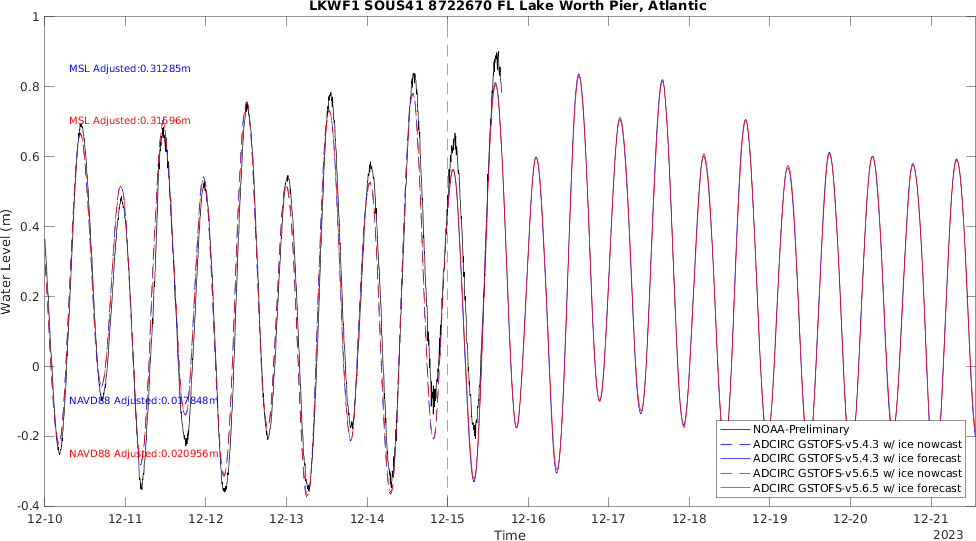 LKWF1 SOUS41 8722670 FL Lake Worth Pier, Atlantic
1
0.8
0.6
0.4
0.2
0
-0.2
-0.4
Water Level (m)
MSL Adjusted:0.31285m
MSL Adjusted:0.31596m
NAVD88 Adjusted:0.017848m
NAVD88 Adjusted:0.020956m
NOAA-Preliminary
ADCIRC GSTOFS-v5.4.3 w/ ice nowcast
ADCIRC GSTOFS-v5.4.3 w/ ice forecast
ADCIRC GSTOFS-v5.6.5 w/ ice nowcast
ADCIRC GSTOFS-v5.6.5 w/ ice forecast
12-10 12-11 12-12 12-13 12-14 12-15 12-16 12-17 12-18 12-19 12-20 12-21
Time
2023